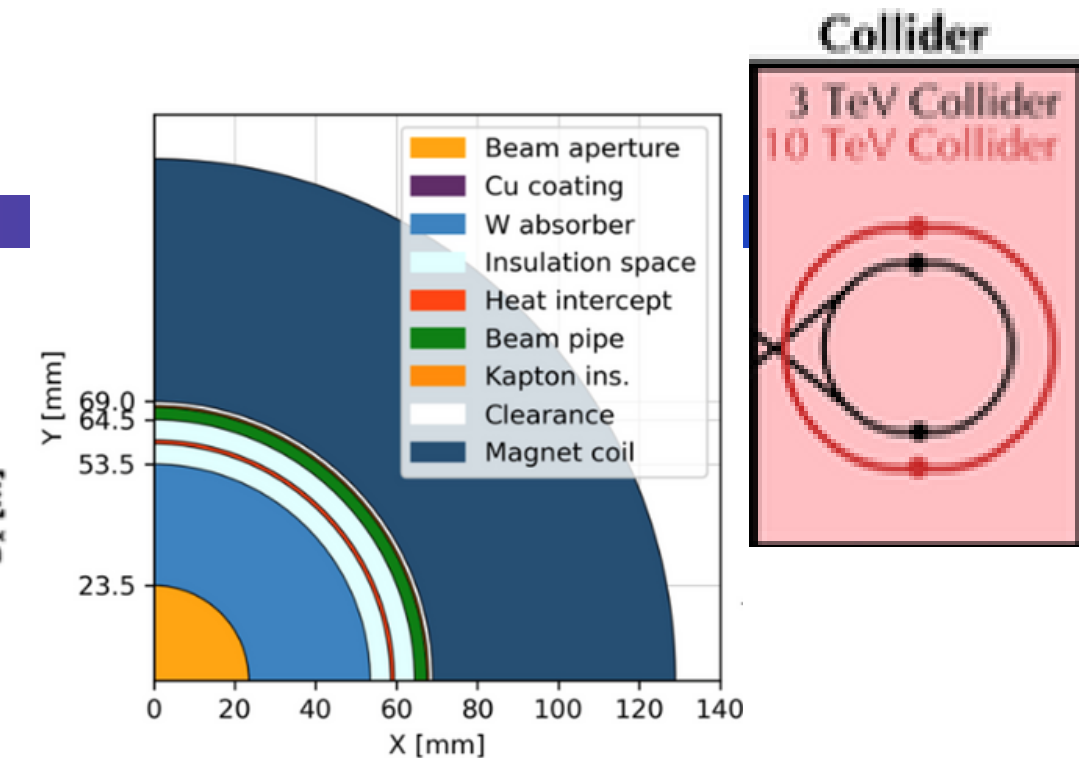 Collider
3 TeV Collider
10 TeV Collider
Beam aperture
Cu coating
W absorber
Insulation space
Heat intercept
Beam pipe
Kapton ins.
Clearance
Magnet coil
Y [mm]
69.0
64.5
53.5
23.5
0 20 40 60 80 100 120 140
X [mm]